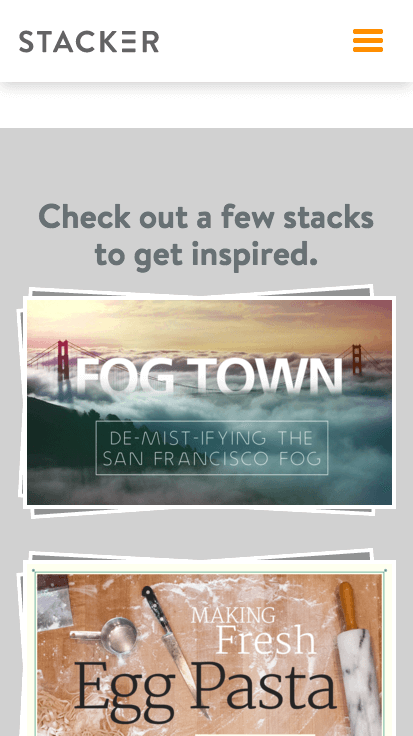 STACKER
Check out a few stacks
to get inspired.
FOG TOWN
DE-MIST-IFYING THE
SAN FRANCISCO FOG
MAKING
Fresh
Egg Pasta